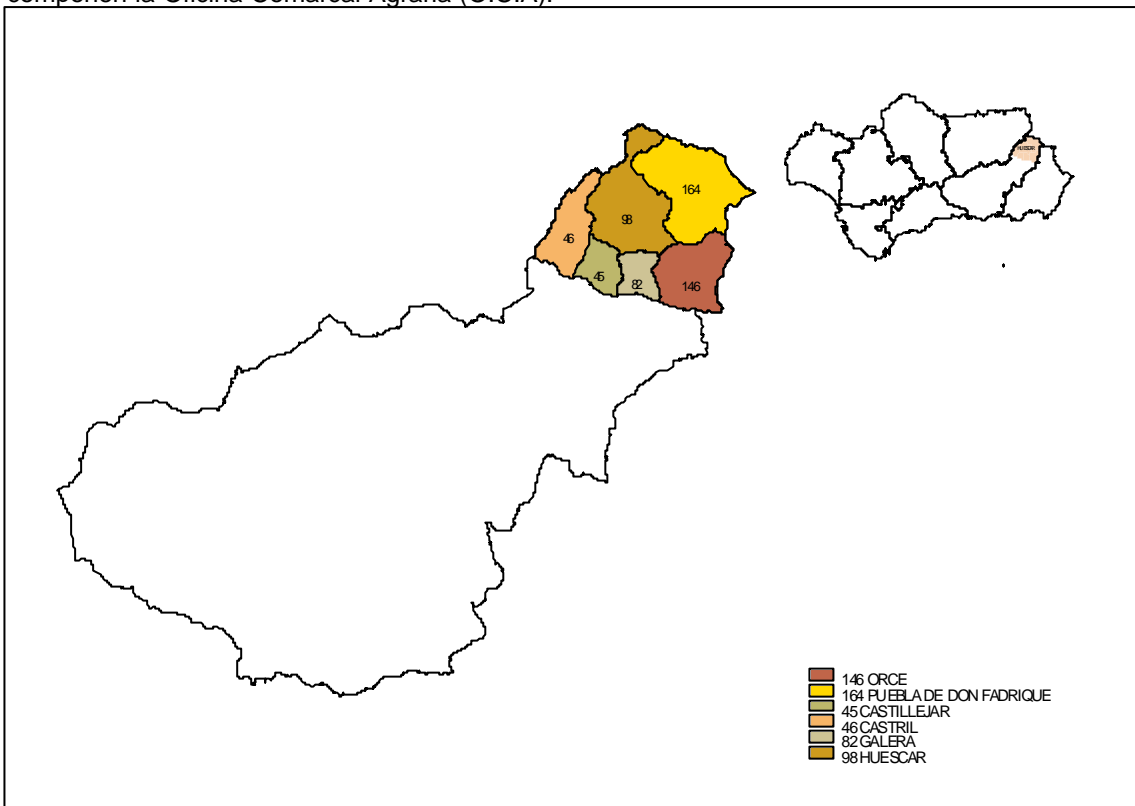 componen la Oficina Comarcal Agraria (O.C.A).
HUESCAR
164
98
46
45
82
146
146 ORCE
164 PUEBLA DE DON FADRIQUE
45 CASTILLEJAR
46 CASTRIL
82 GALERA
98 HUESCAR